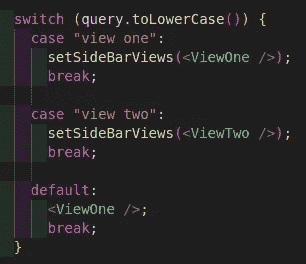 switch (query.toLowerCase()) {
case "view one":
setSideBarViews(<ViewOne />);
break;
case "view two":
setSideBarViews(<ViewTwo />);
break;
default:
<ViewOne />;
break;
}